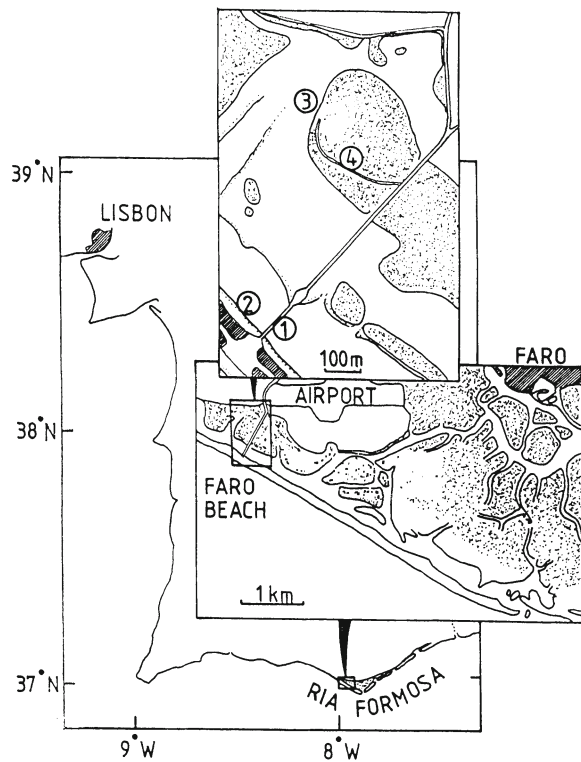 3
4
39°N
LISBON
2
1
100m
FARO
AIRPORT
38°N
FARO
BEACH
1km
37°N
RIA FORMOSA
9°W
8°W